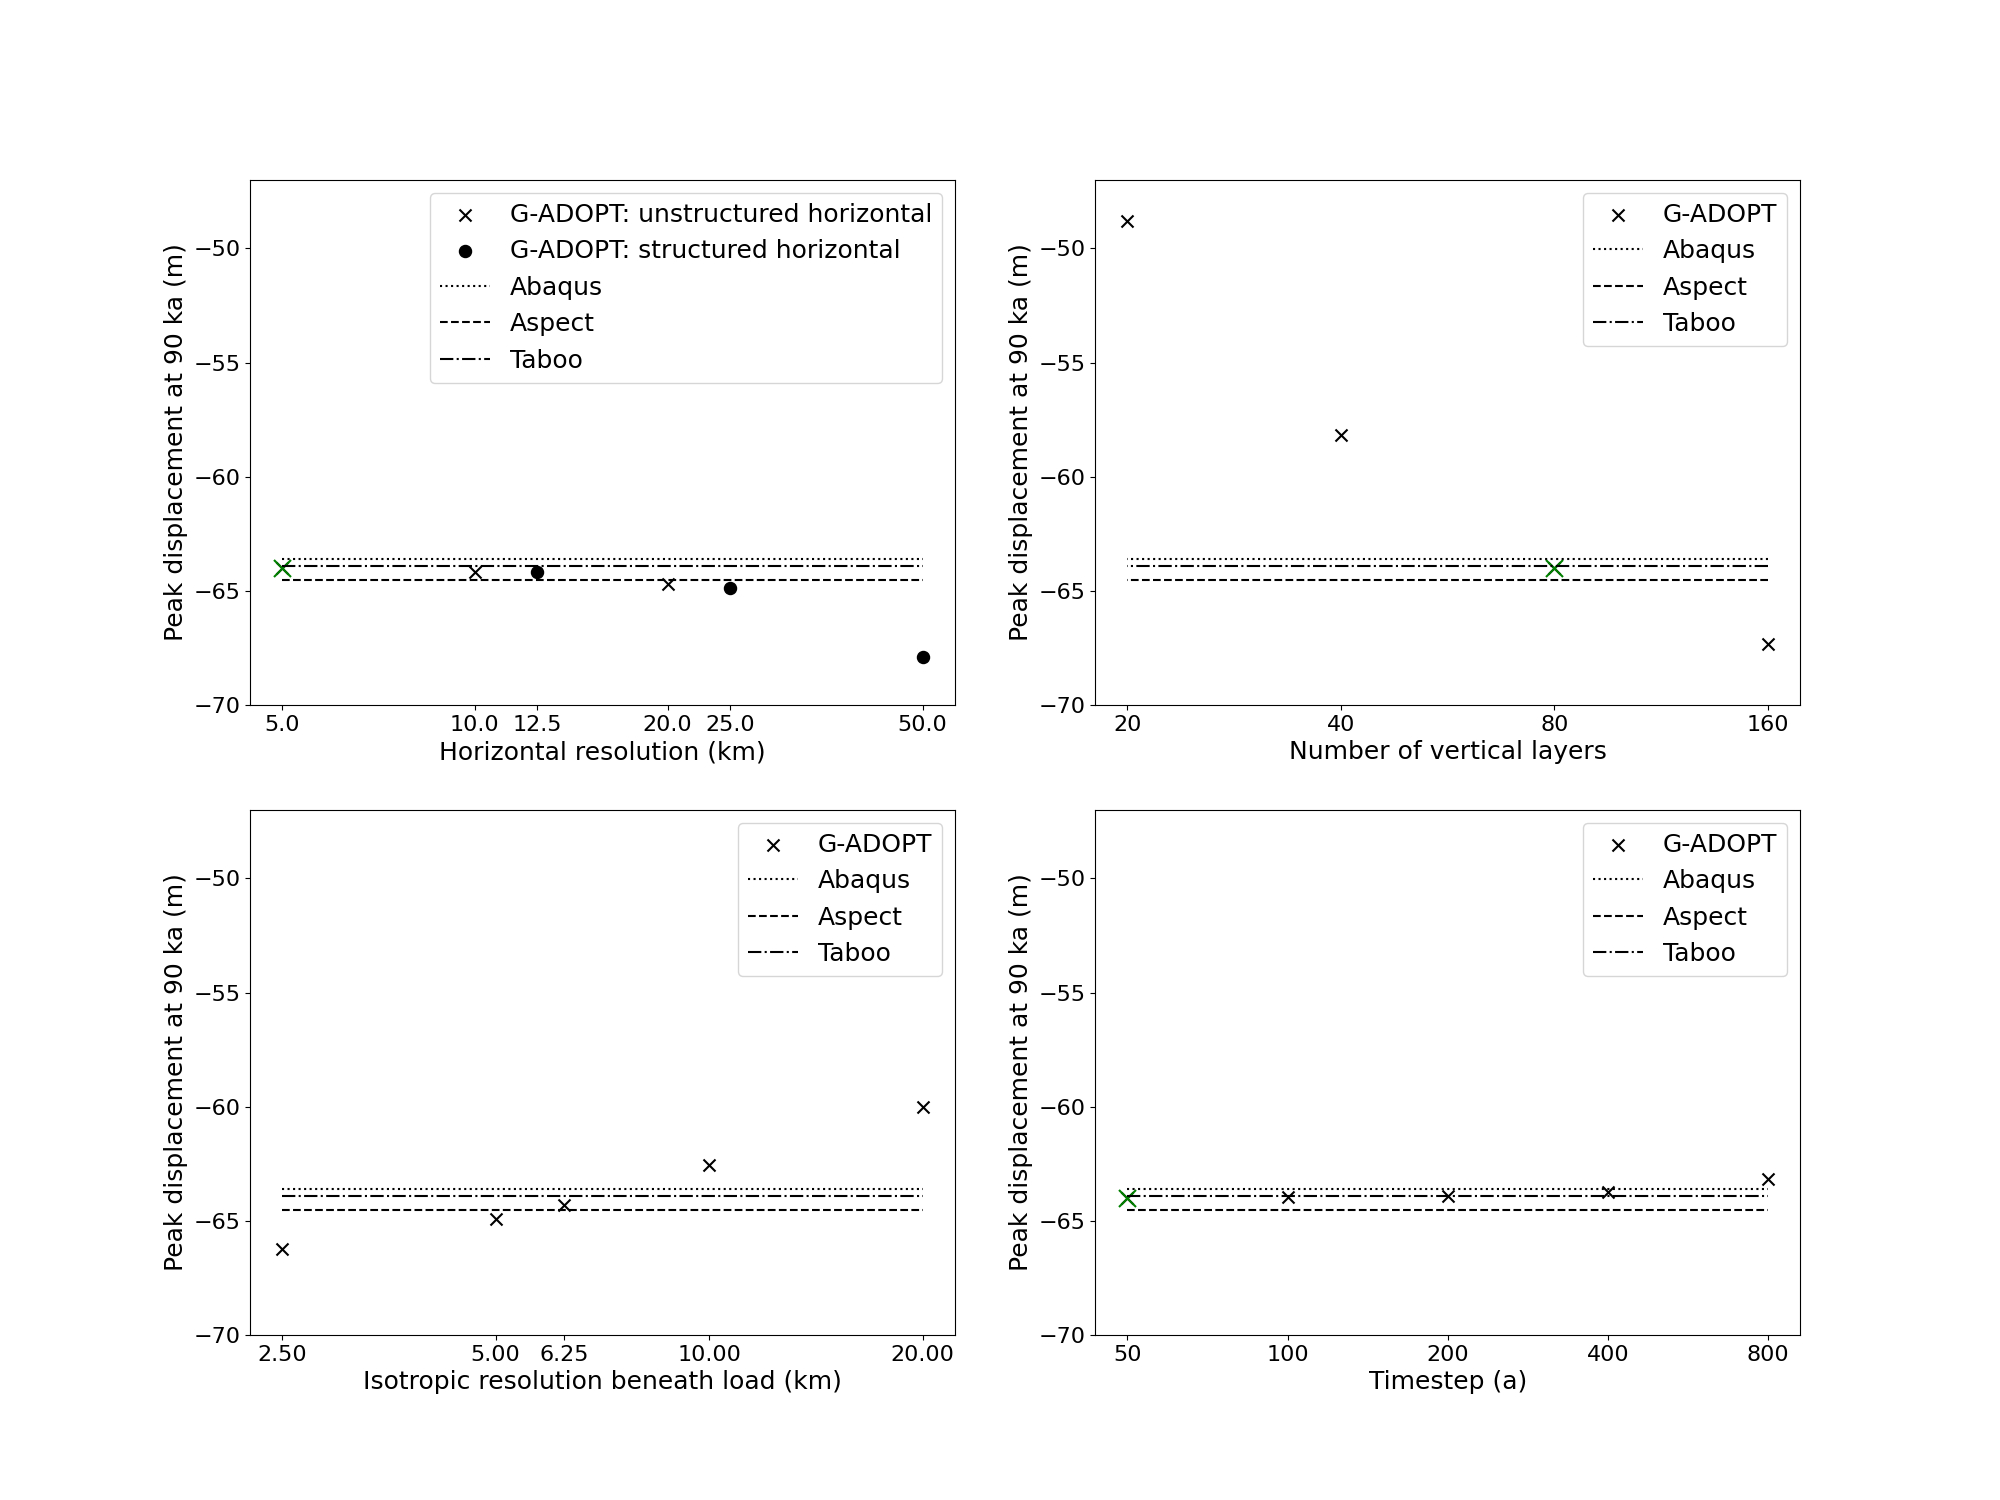 G-ADOPT: unstructured horizontal
G-ADOPT: structured horizontal
Abaqus
Aspect
Taboo
Peak displacement at 90 ka (m)
−50
−55
−60
−65
−70
5.0 10.0 12.5 20.0 25.0 50.0
Horizontal resolution (km)
G-ADOPT
Abaqus
Aspect
Taboo
Peak displacement at 90 ka (m)
−50
−55
−60
−65
−70
20 40 80 160
Number of vertical layers
G-ADOPT
Abaqus
Aspect
Taboo
Peak displacement at 90 ka (m)
−50
−55
−60
−65
−70
2.50 5.00 6.25 10.00 20.00
Isotropic resolution beneath load (km)
G-ADOPT
Abaqus
Aspect
Taboo
Peak displacement at 90 ka (m)
−50
−55
−60
−65
−70
50 100 200 400 800
Timestep (a)